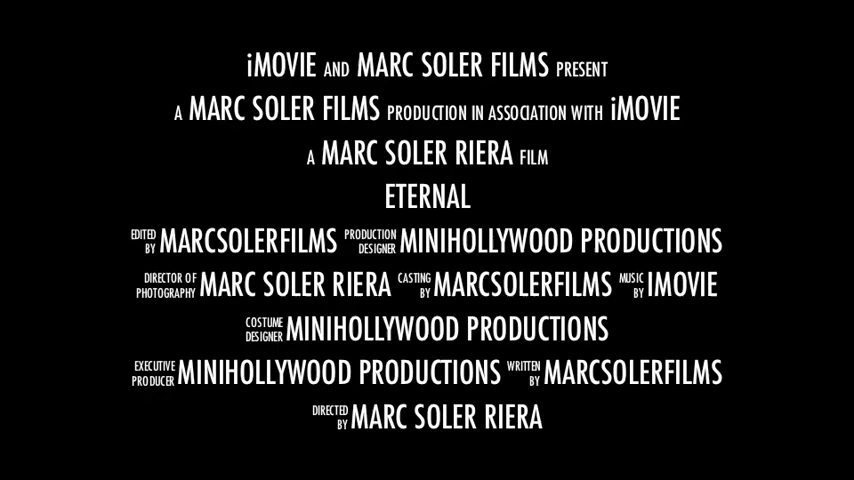 iMOVIE AND MARC SOLER FILMS PRESENT
A MARC SOLER FILMS PRODUCTION IN ASSOCIATION WITH iMOVIE
A MARC SOLER RIERA FILM
ETERNAL
EDITED BY MARCSOLERFILMS PRODUCTION DESIGNER MINIHOLLYWOOD PRODUCTIONS
DIRECTOR OF PHOTOGRAPHY MARC SOLER RIERA CASTING BY MARCSOLERFILMS MUSIC BY IMOVIE
COSTUME DESIGNER MINIHOLLYWOOD PRODUCTIONS
EXECUTIVE PRODUCER MINIHOLLYWOOD PRODUCTIONS WRITTEN BY MARCSOLERFILMS
DIRECTED BY MARC SOLER RIERA